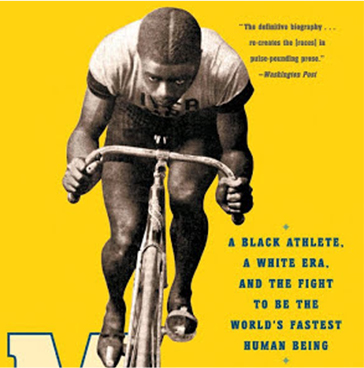 "The definitive biography . . .
re-creates the [races] in
pulse-pounding prose."
—Washington Post
A BLACK ATHLETE,
A WHITE ERA,
AND THE FIGHT
TO BE THE
WORLD'S FASTEST
HUMAN BEING